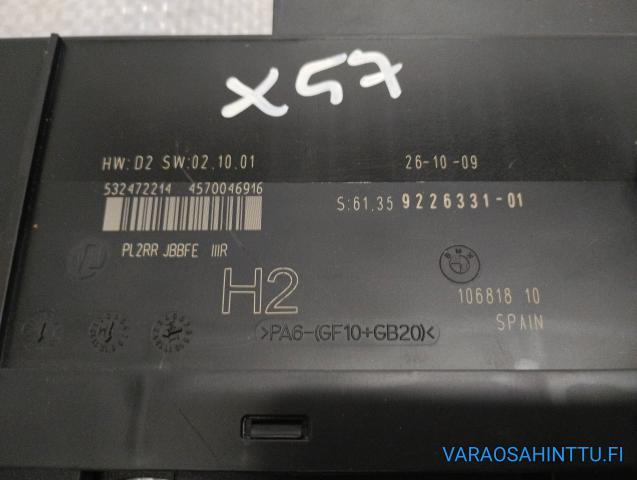 X57
HW:D2 SW:02.10.01 26-10-09
532472214 4570046916
S:61.35 9226331-01
PL2RR JBBFE IIIR
BMW
H2
106818 10
SPAIN
>PA6-(GF10+GB20)<
VARAOSAHINTTU.FI